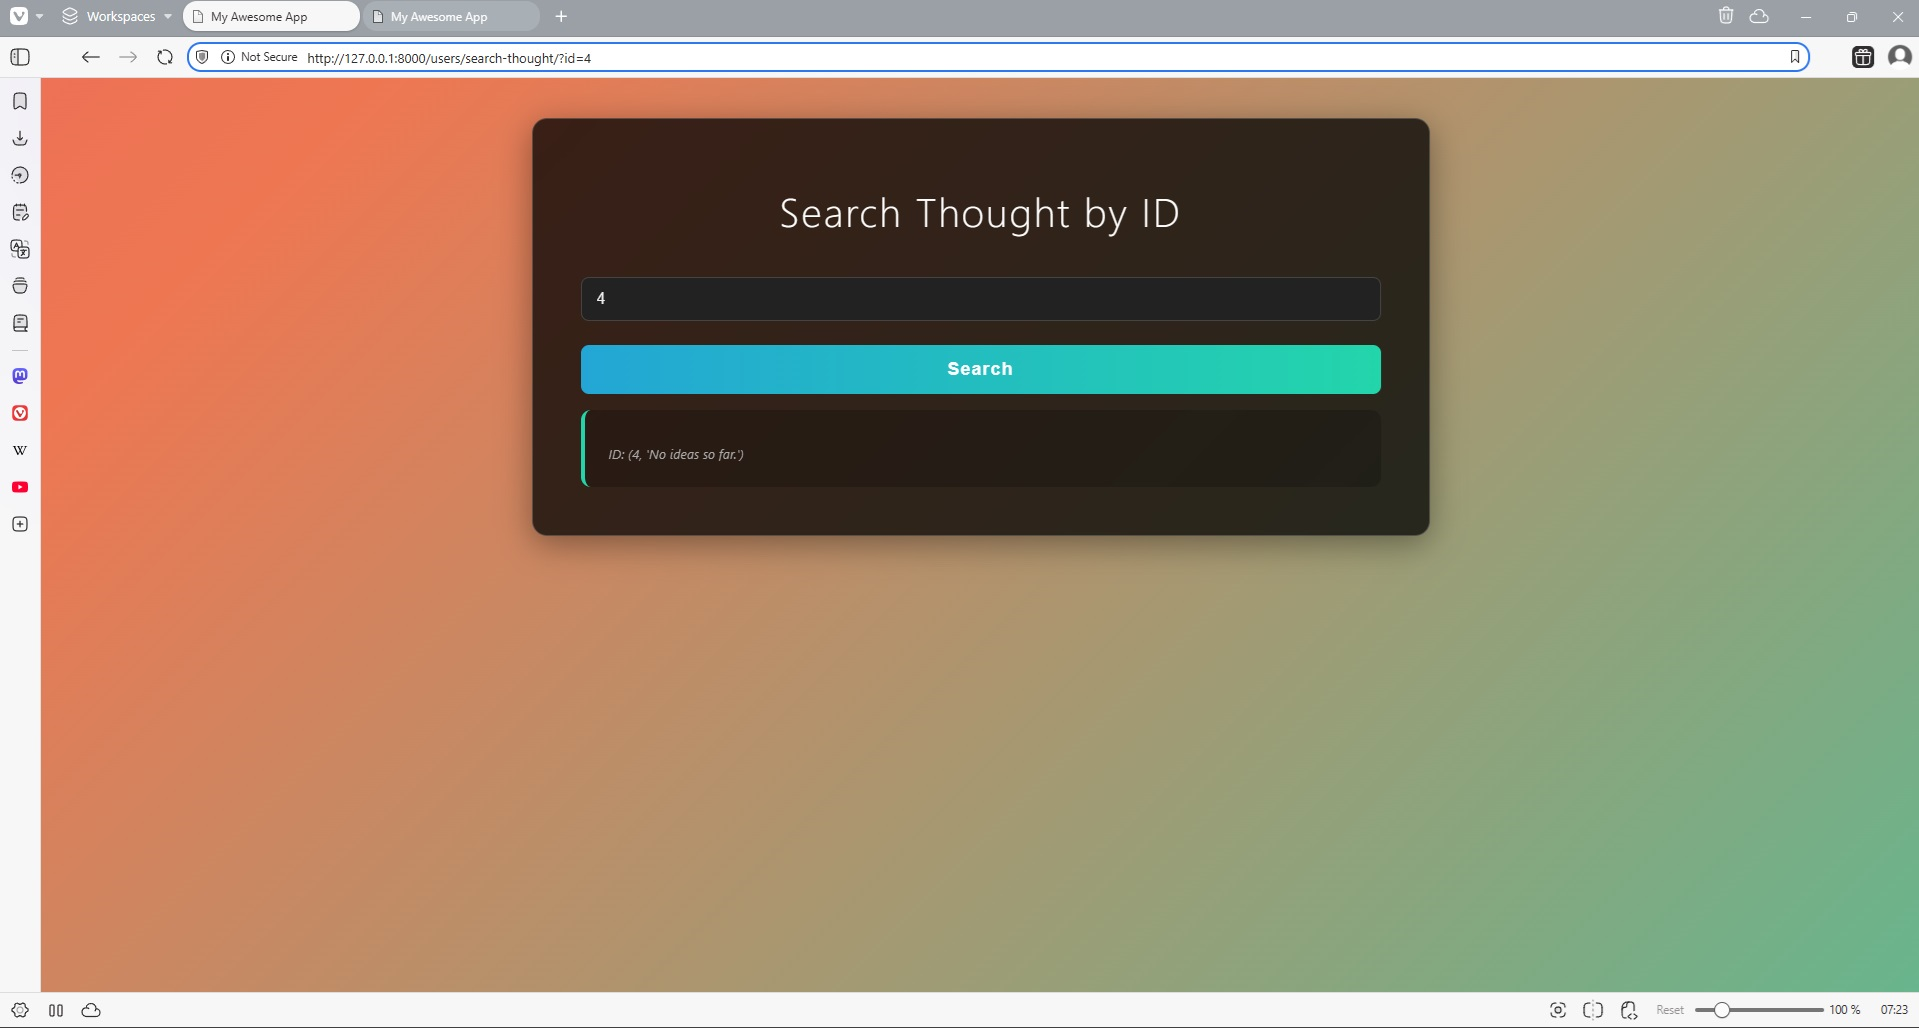 Workspaces
My Awesome App
My Awesome App
Not Secure
http://127.0.0.1:8000/users/search-thought/?id=4
Search Thought by ID
4
Search
ID: (4, 'No ideas so far.')
W
Reset
100 %
07:23